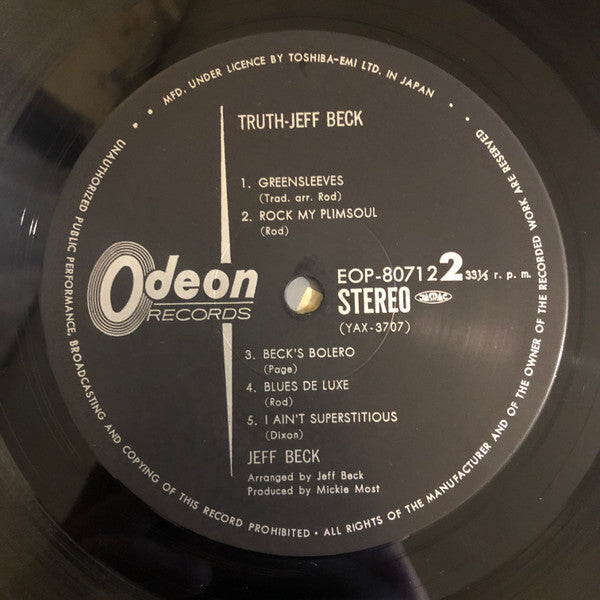 • MFD. UNDER LICENCE BY TOSHIBA-EMI LTD. IN JAPAN •
TRUTH-JEFF BECK
1. GREENSLEEVES
(Trad. arr. Rod)
2. ROCK MY PLIMSOUL
(Rod)
Odeon
RECORDS
EOP-80712 2 33⅓ r. p. m.
STEREO
(YAX-3707)
3. BECK'S BOLERO
(Page)
4. BLUES DE LUXE
(Rod)
5. I AIN'T SUPERSTITIOUS
(Dixon)
JEFF BECK
Arranged by Jeff Beck
Produced by Mickie Most
UNAUTHORIZED PUBLIC PERFORMANCE, BROADCASTING AND COPYING OF THIS RECORD PROHIBITED • ALL RIGHTS OF THE MANUFACTURER AND OF THE OWNER OF THE RECORDED WORK ARE RESERVED